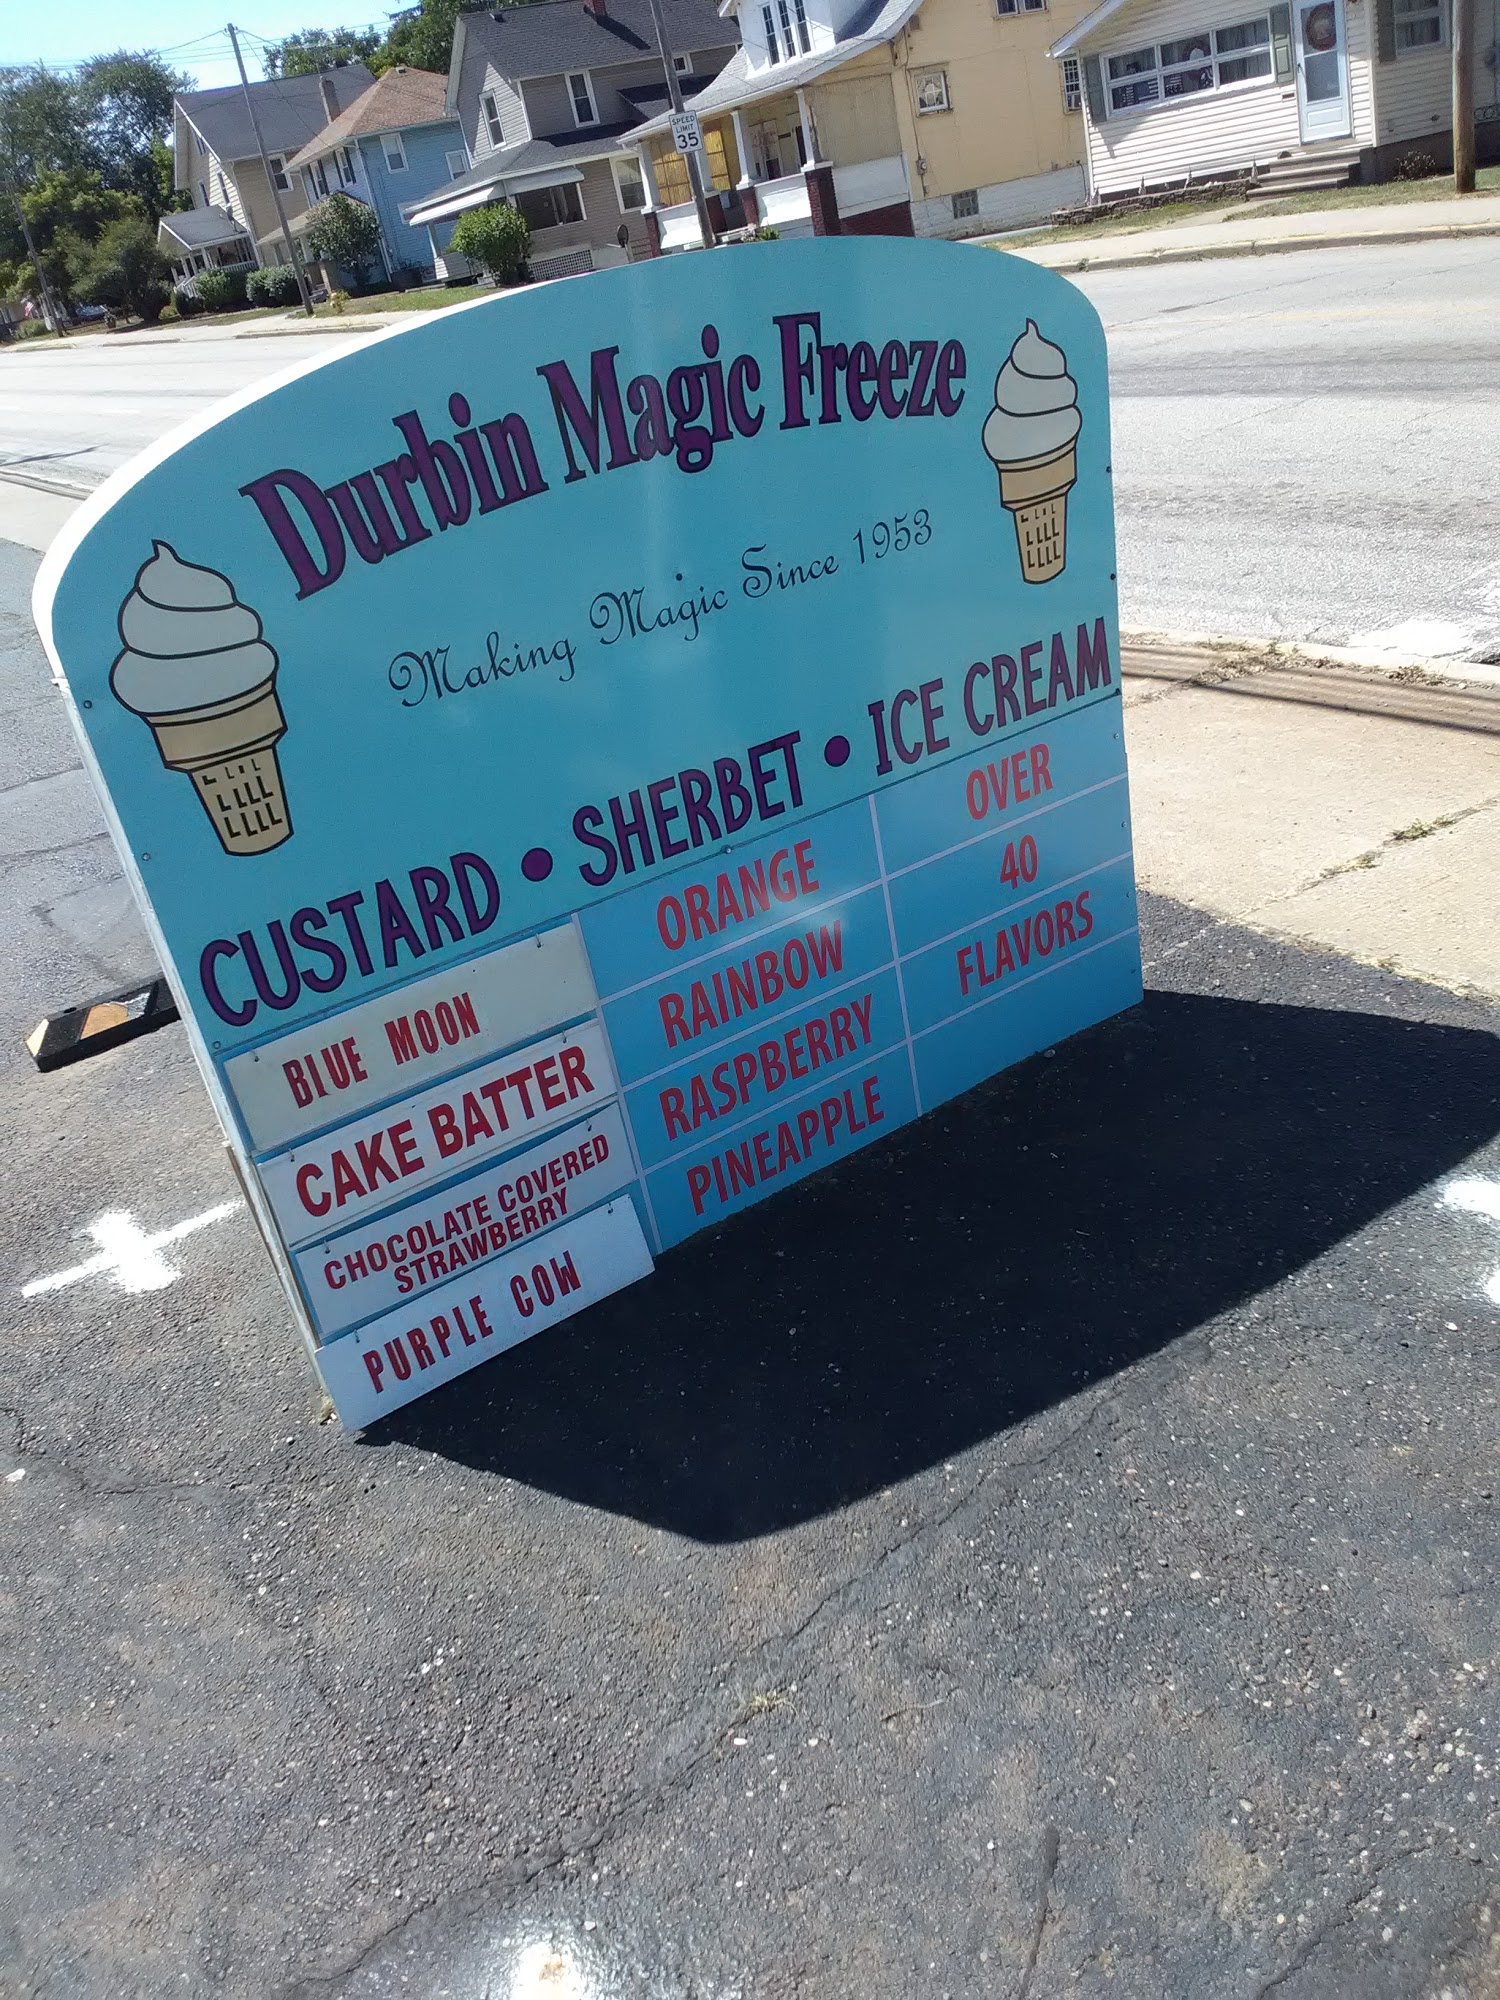 SPEED
LIMIT
35
Durbin Magic Freeze
Making Magic Since 1953
CUSTARD • SHERBET • ICE CREAM
BLUE MOON
CAKE BATTER
CHOCOLATE COVERED
STRAWBERRY
PURPLE COW
ORANGE
RAINBOW
RASPBERRY
PINEAPPLE
OVER
40
FLAVORS